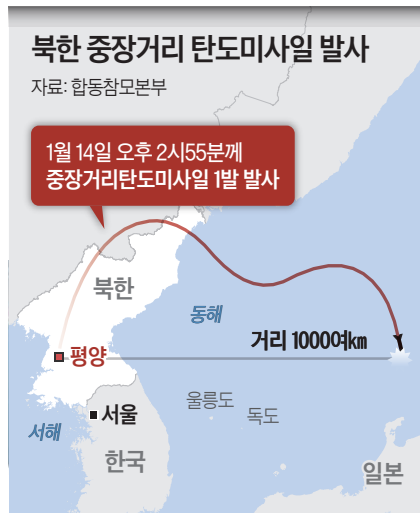 북한 중장거리 탄도미사일 발사
자료: 합동참모본부
1월 14일 오후 2시55분께
중장거리탄도미사일 1발 발사
북한
동해
거리 1000여㎞
평양
서울
울릉도
독도
서해
한국
일본